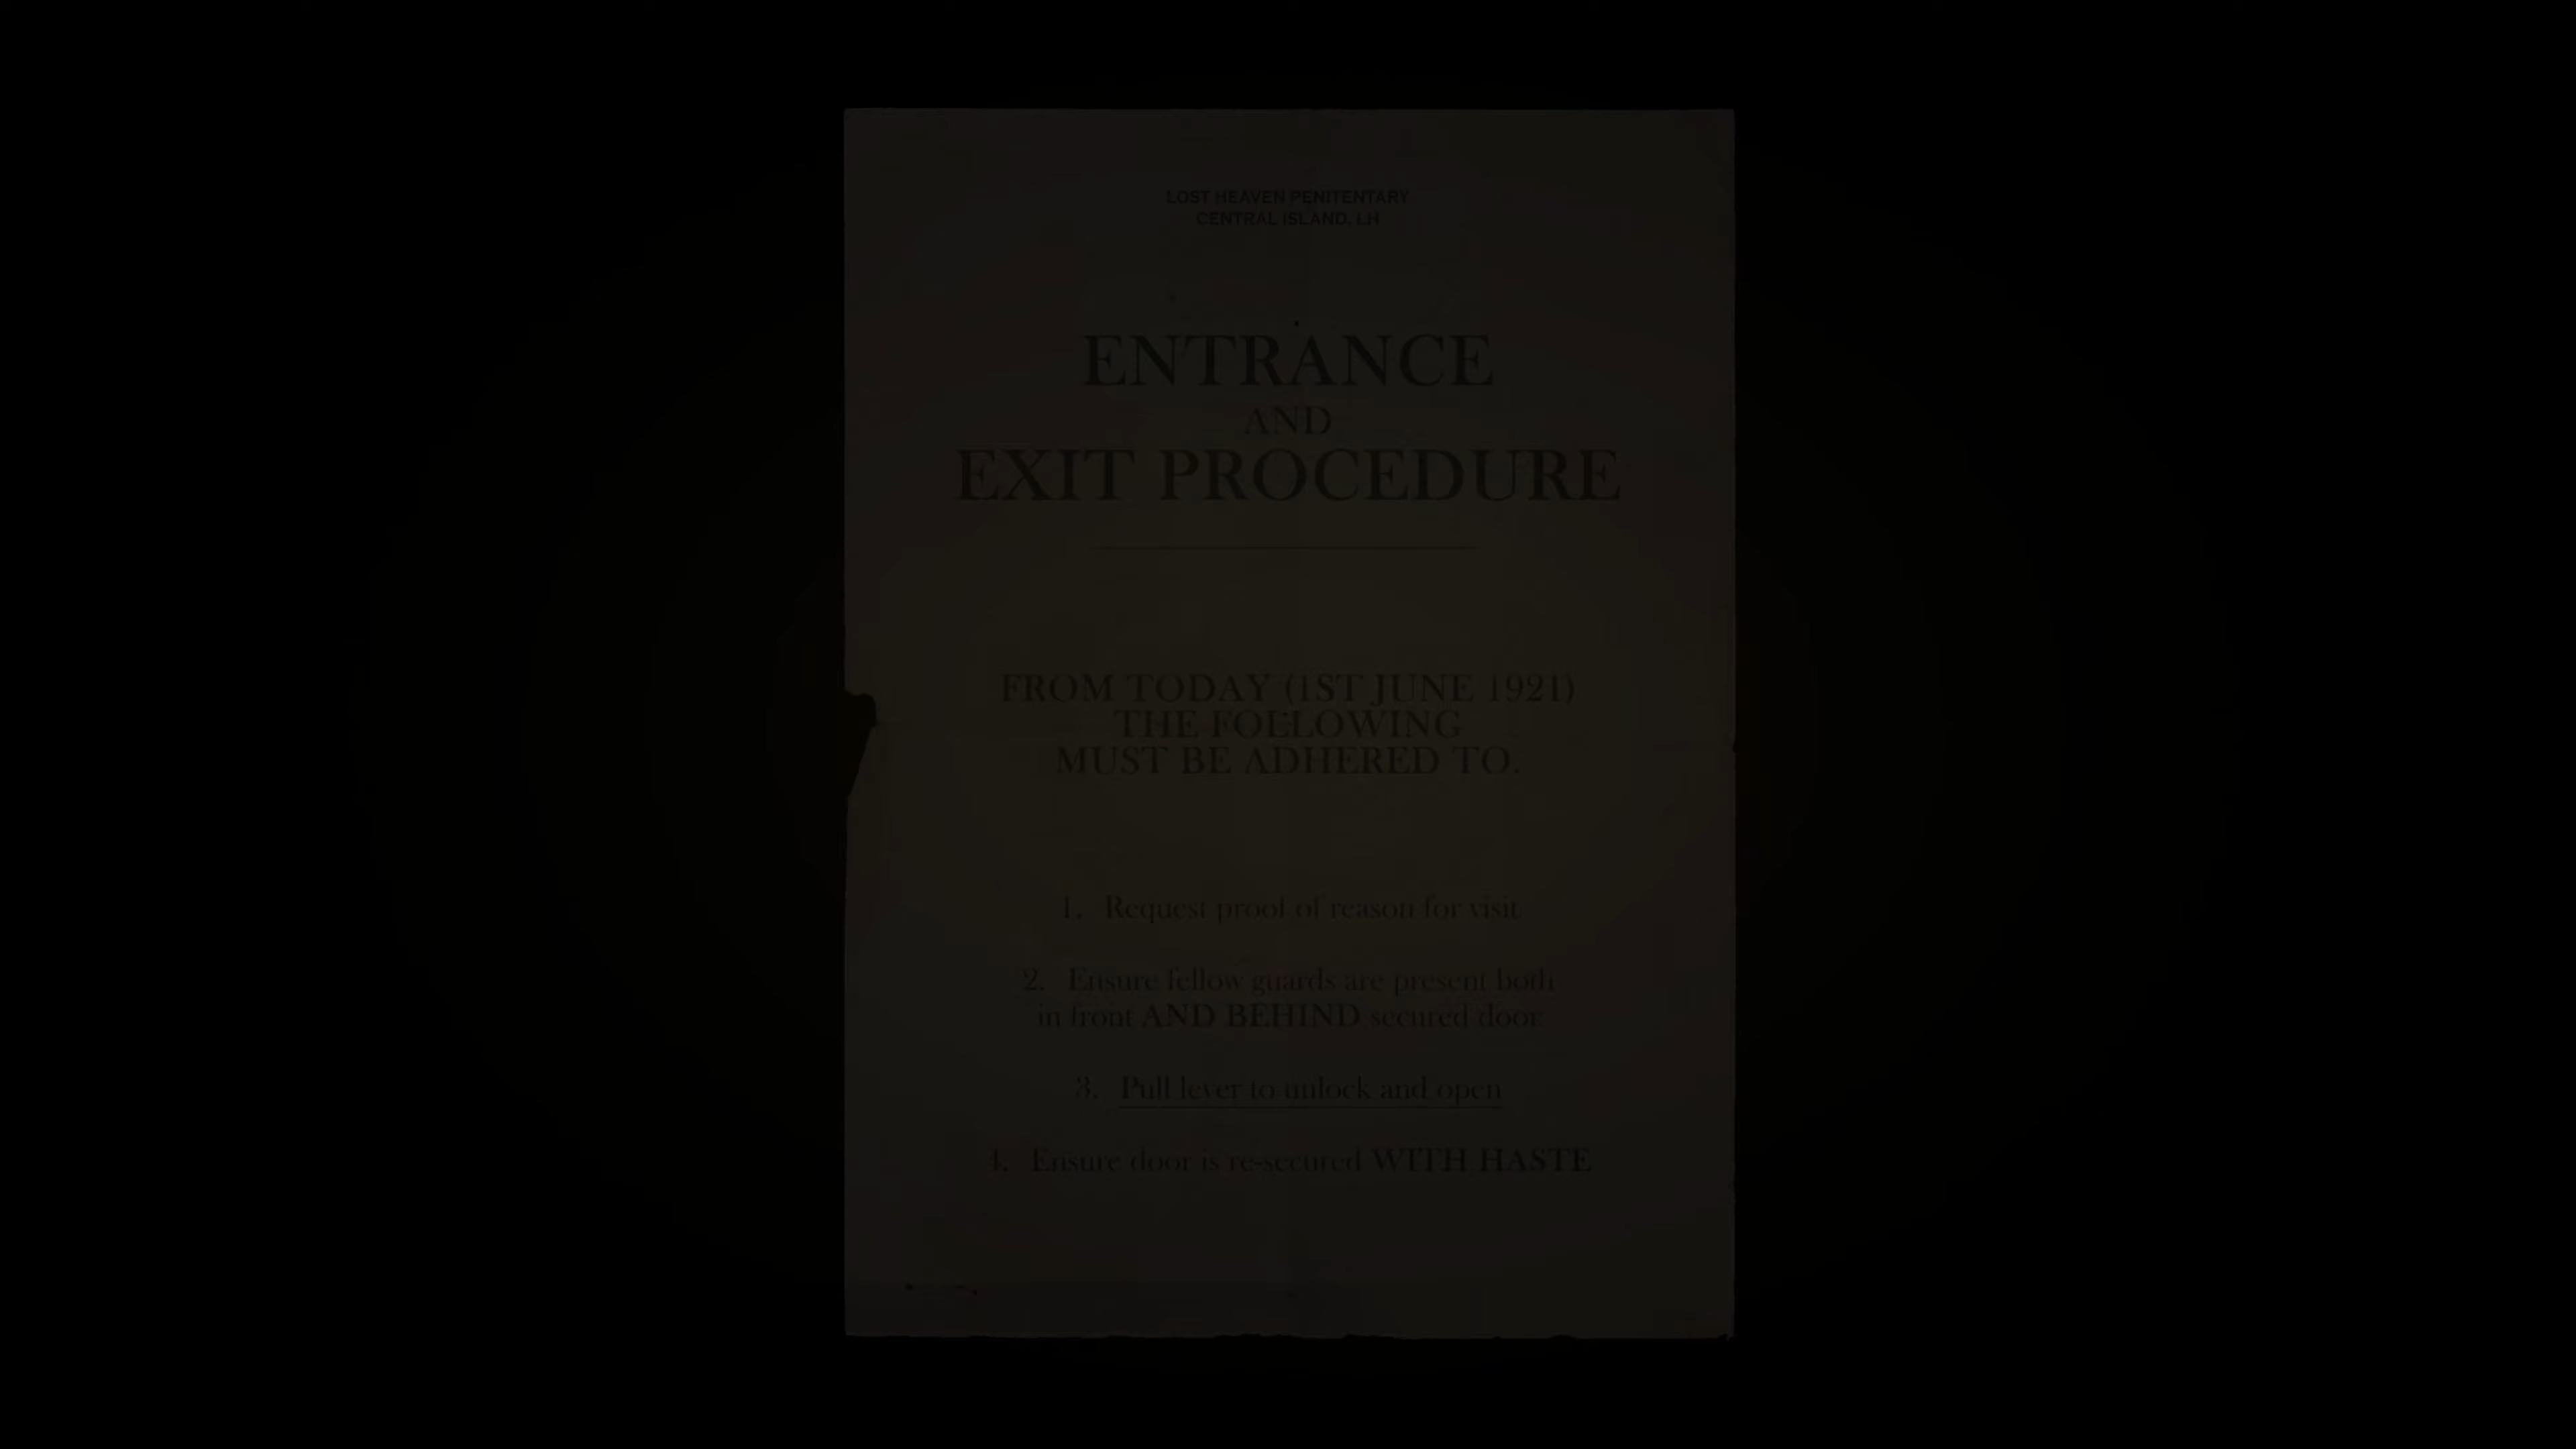 LOST HEAVEN PENITENTARY
CENTRAL ISLAND, LH
ENTRANCE
AND
EXIT PROCEDURE
FROM TODAY (1ST JUNE 1921)
THE FOLLOWING
MUST BE ADHERED TO.
1. Request proof of reason for visit
2. Ensure fellow guards are present both
in front AND BEHIND secured door
3. Pull lever to unlock and open
4. Ensure door is re-secured WITH HASTE